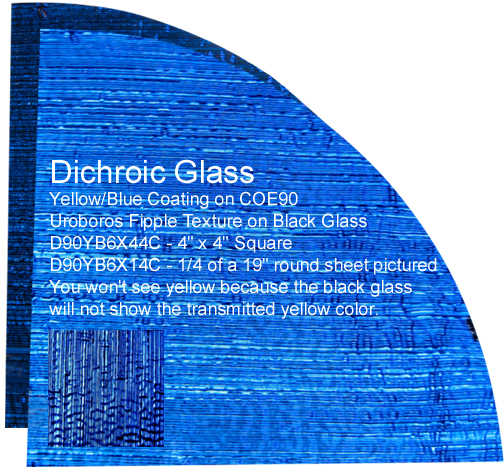 Dichroic Glass
Yellow/Blue Coating on COE90
Uroboros Fipple Texture on Black Glass
D90YB6X44C - 4" x 4" Square
D90YB6X14C - 1/4 of a 19" round sheet pictured
You won't see yellow because the black glass
will not show the transmitted yellow color.